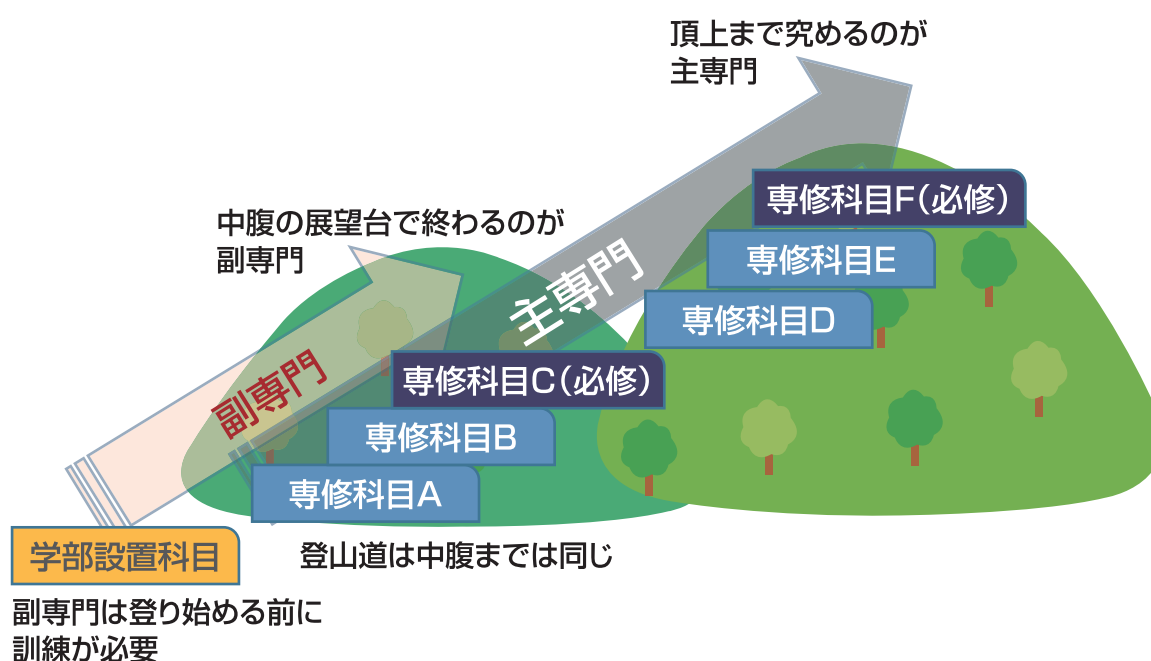 頂上まで究めるのが
主専門
専修科目F(必修)
専修科目E
専修科目D
主専門
中腹の展望台で終わるのが
副専門
副専門
専修科目C(必修)
専修科目B
専修科目A
学部設置科目
登山道は中腹までは同じ
副専門は登り始める前に
訓練が必要